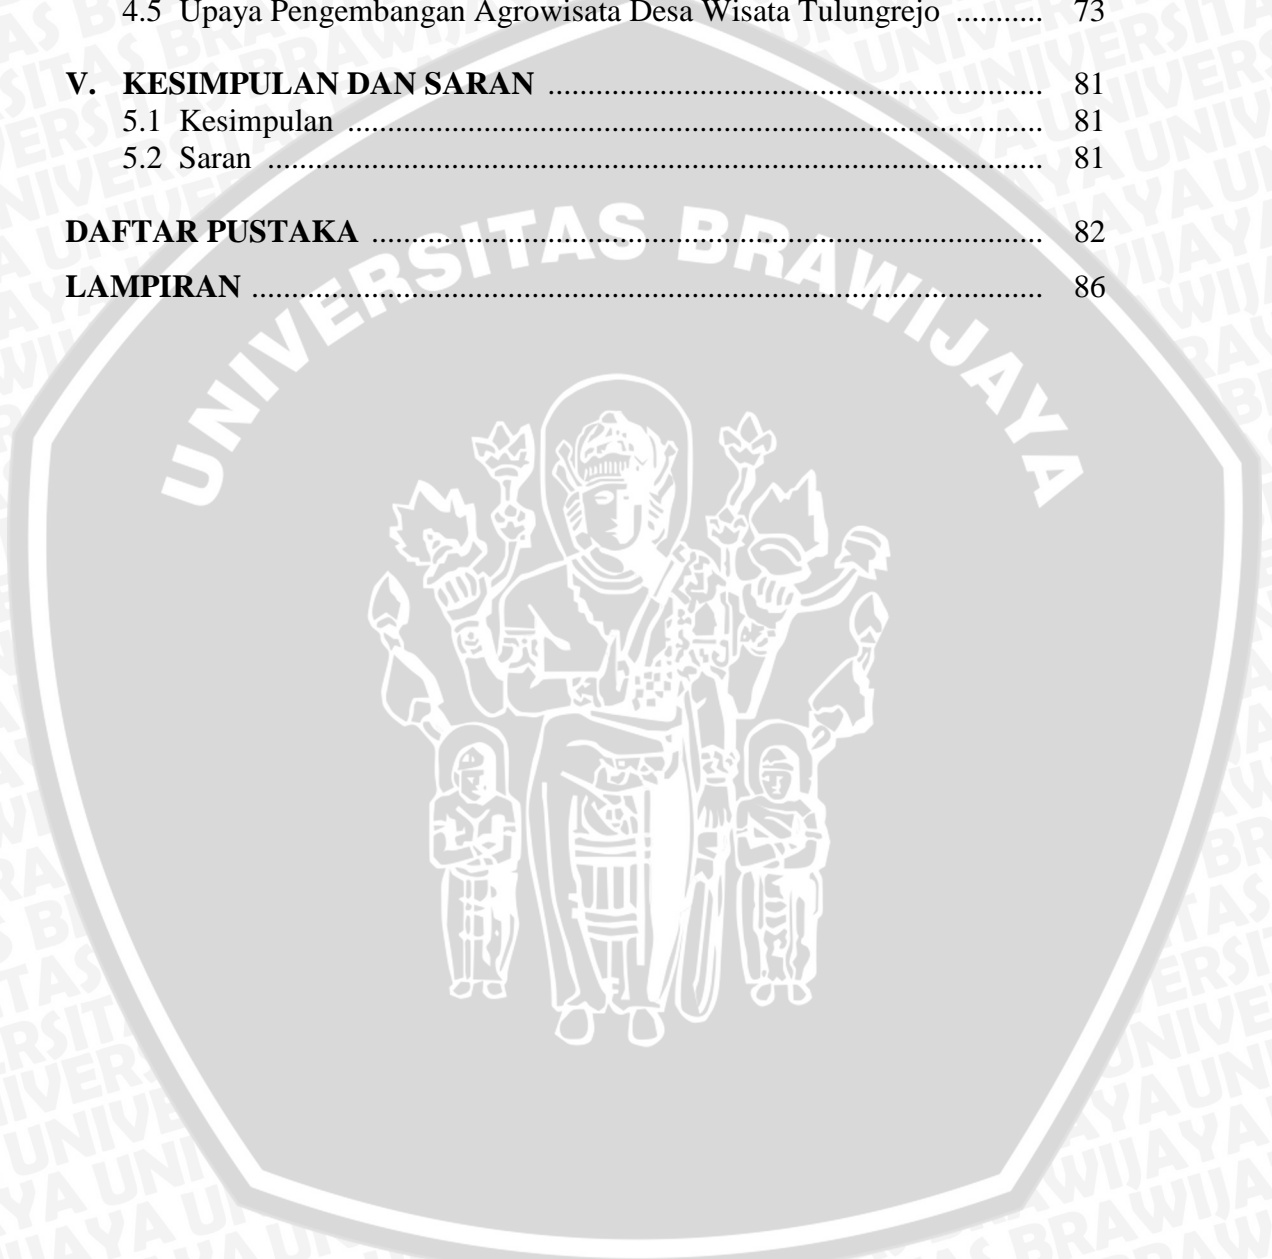 4.5 Upaya Pengembangan Agrowisata Desa Wisata Tulungrejo ........... 73
V. KESIMPULAN DAN SARAN .............................................................. 81
5.1 Kesimpulan ....................................................................................... 81
5.2 Saran ................................................................................................. 81
DAFTAR PUSTAKA .................................................................................... 82
LAMPIRAN ................................................................................................... 86
UNIVERSITAS BRAWIJAYA